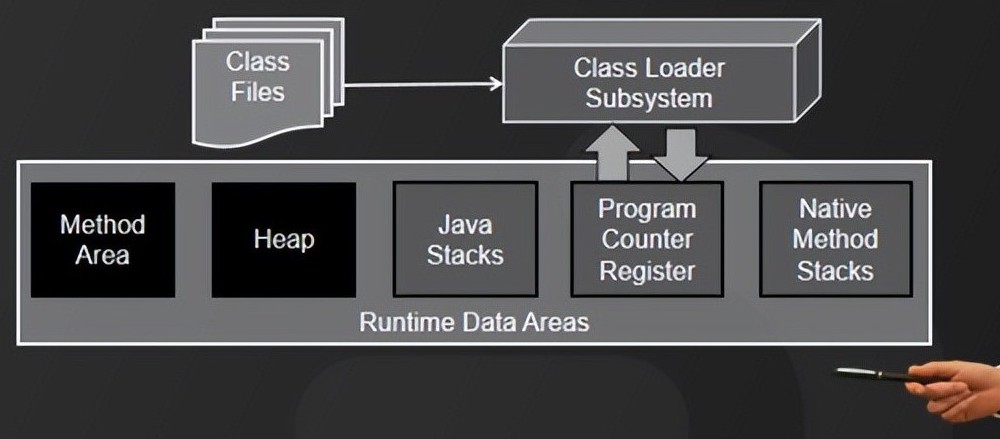 Class
Files
Class Loader
Subsystem
Method
Area
Heap
Java
Stacks
Program
Counter
Register
Native
Method
Stacks
Runtime Data Areas